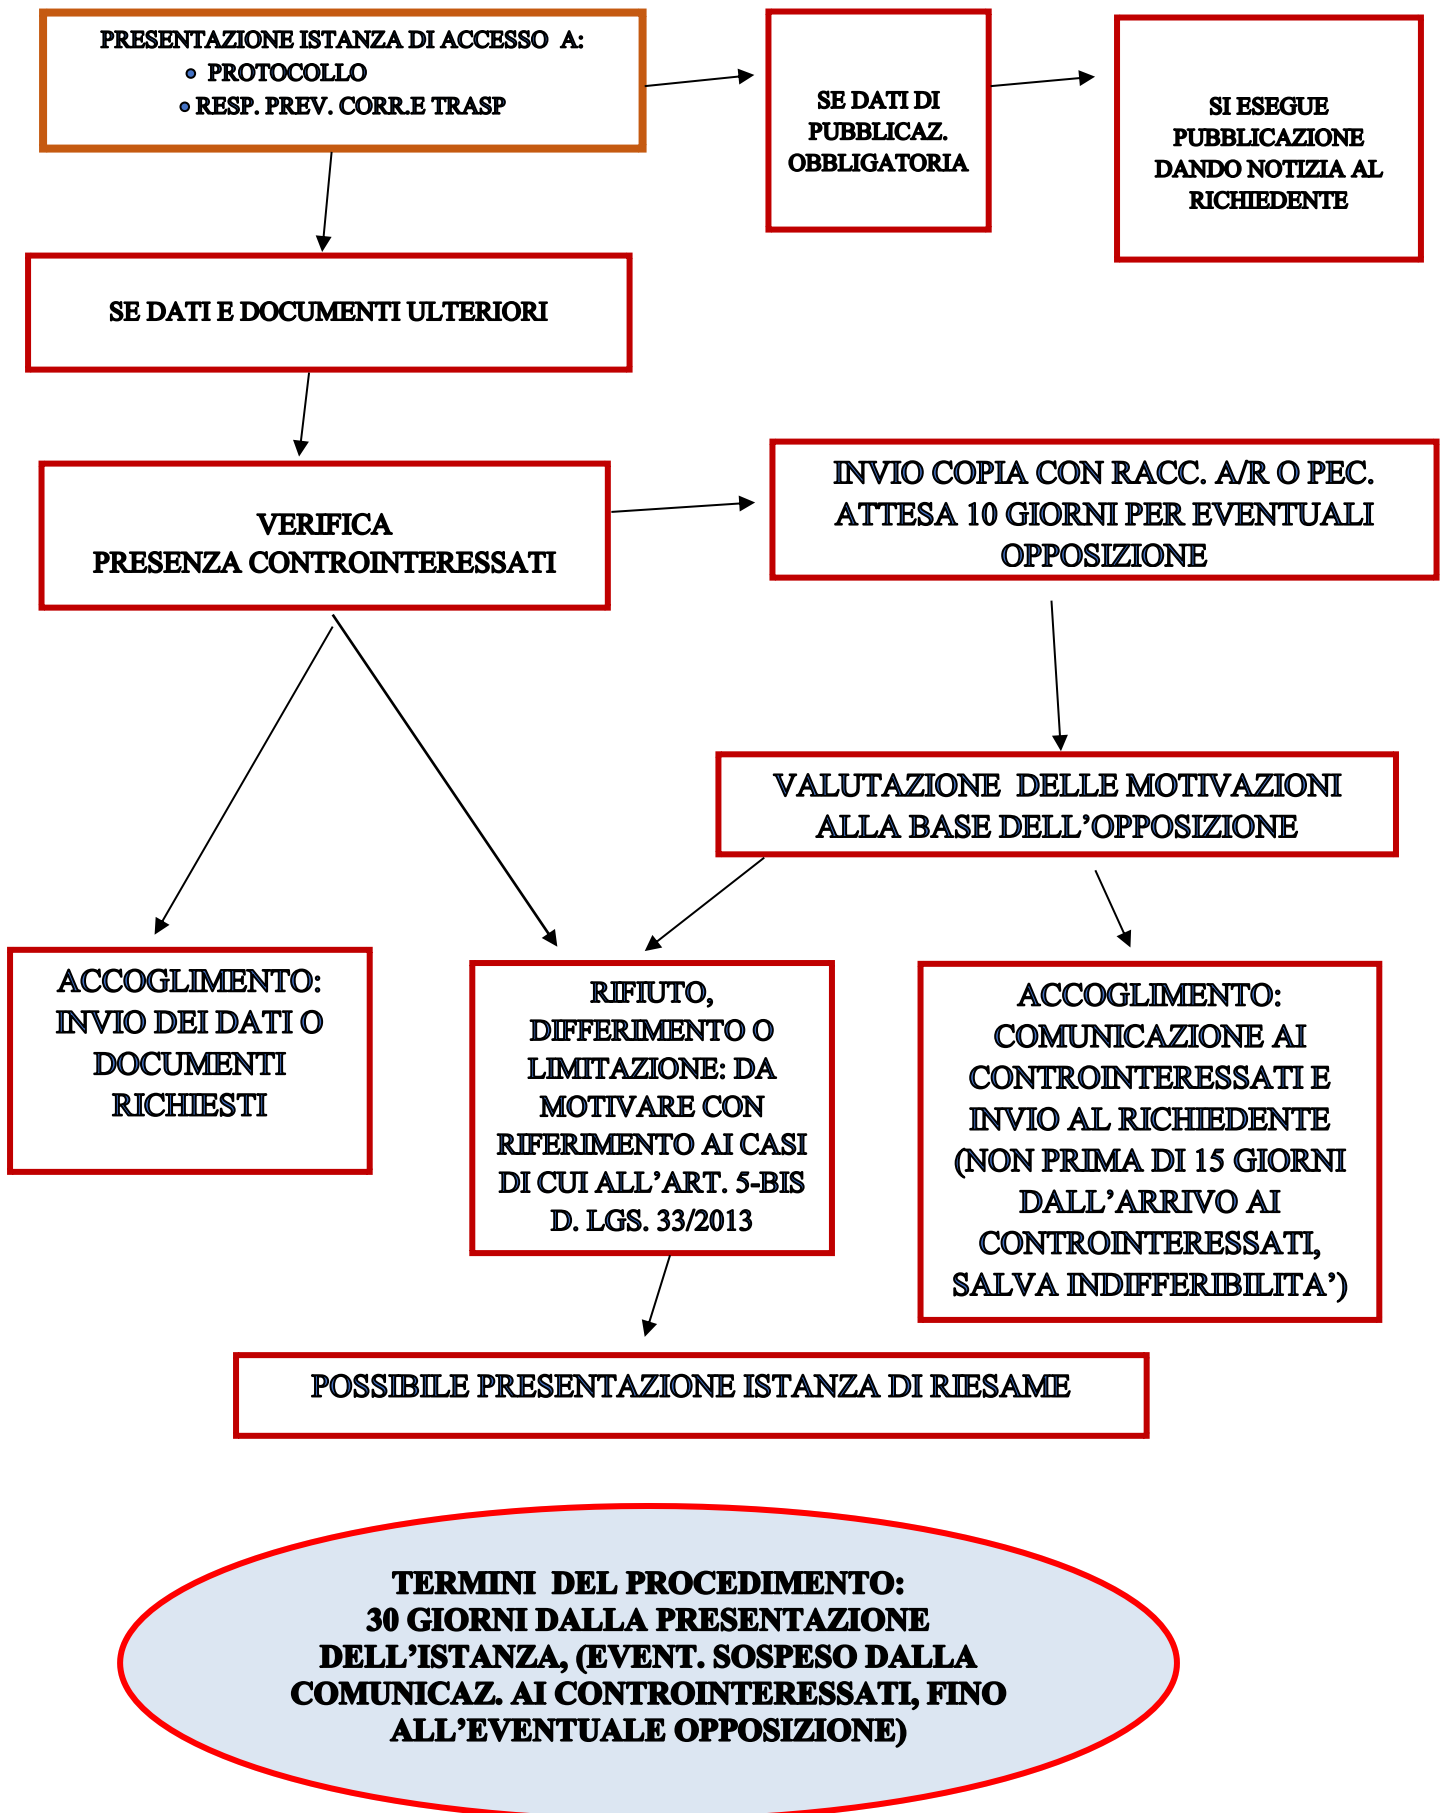 PRESENTAZIONE ISTANZA DI ACCESSO A:
• PROTOCOLLO
• RESP. PREV. CORR.E TRASP
SE DATI DI
PUBBLICAZ.
OBBLIGATORIA
SI ESEGUE
PUBBLICAZIONE
DANDO NOTIZIA AL
RICHIEDENTE
SE DATI E DOCUMENTI ULTERIORI
VERIFICA
PRESENZA CONTROINTERESSATI
INVIO COPIA CON RACC. A/R O PEC.
ATTESA 10 GIORNI PER EVENTUALI
OPPOSIZIONE
VALUTAZIONE DELLE MOTIVAZIONI
ALLA BASE DELL’OPPOSIZIONE
ACCOGLIMENTO:
INVIO DEI DATI O
DOCUMENTI
RICHIESTI
RIFIUTO,
DIFFERIMENTO O
LIMITAZIONE: DA
MOTIVARE CON
RIFERIMENTO AI CASI
DI CUI ALL’ART. 5-BIS
D. LGS. 33/2013
ACCOGLIMENTO:
COMUNICAZIONE AI
CONTROINTERESSATI E
INVIO AL RICHIEDENTE
(NON PRIMA DI 15 GIORNI
DALL’ARRIVO AI
CONTROINTERESSATI,
SALVA INDIFFERIBILITA’)
POSSIBILE PRESENTAZIONE ISTANZA DI RIESAME
TERMINI DEL PROCEDIMENTO:
30 GIORNI DALLA PRESENTAZIONE
DELL’ISTANZA, (EVENT. SOSPESO DALLA
COMUNICAZ. AI CONTROINTERESSATI, FINO
ALL’EVENTUALE OPPOSIZIONE)